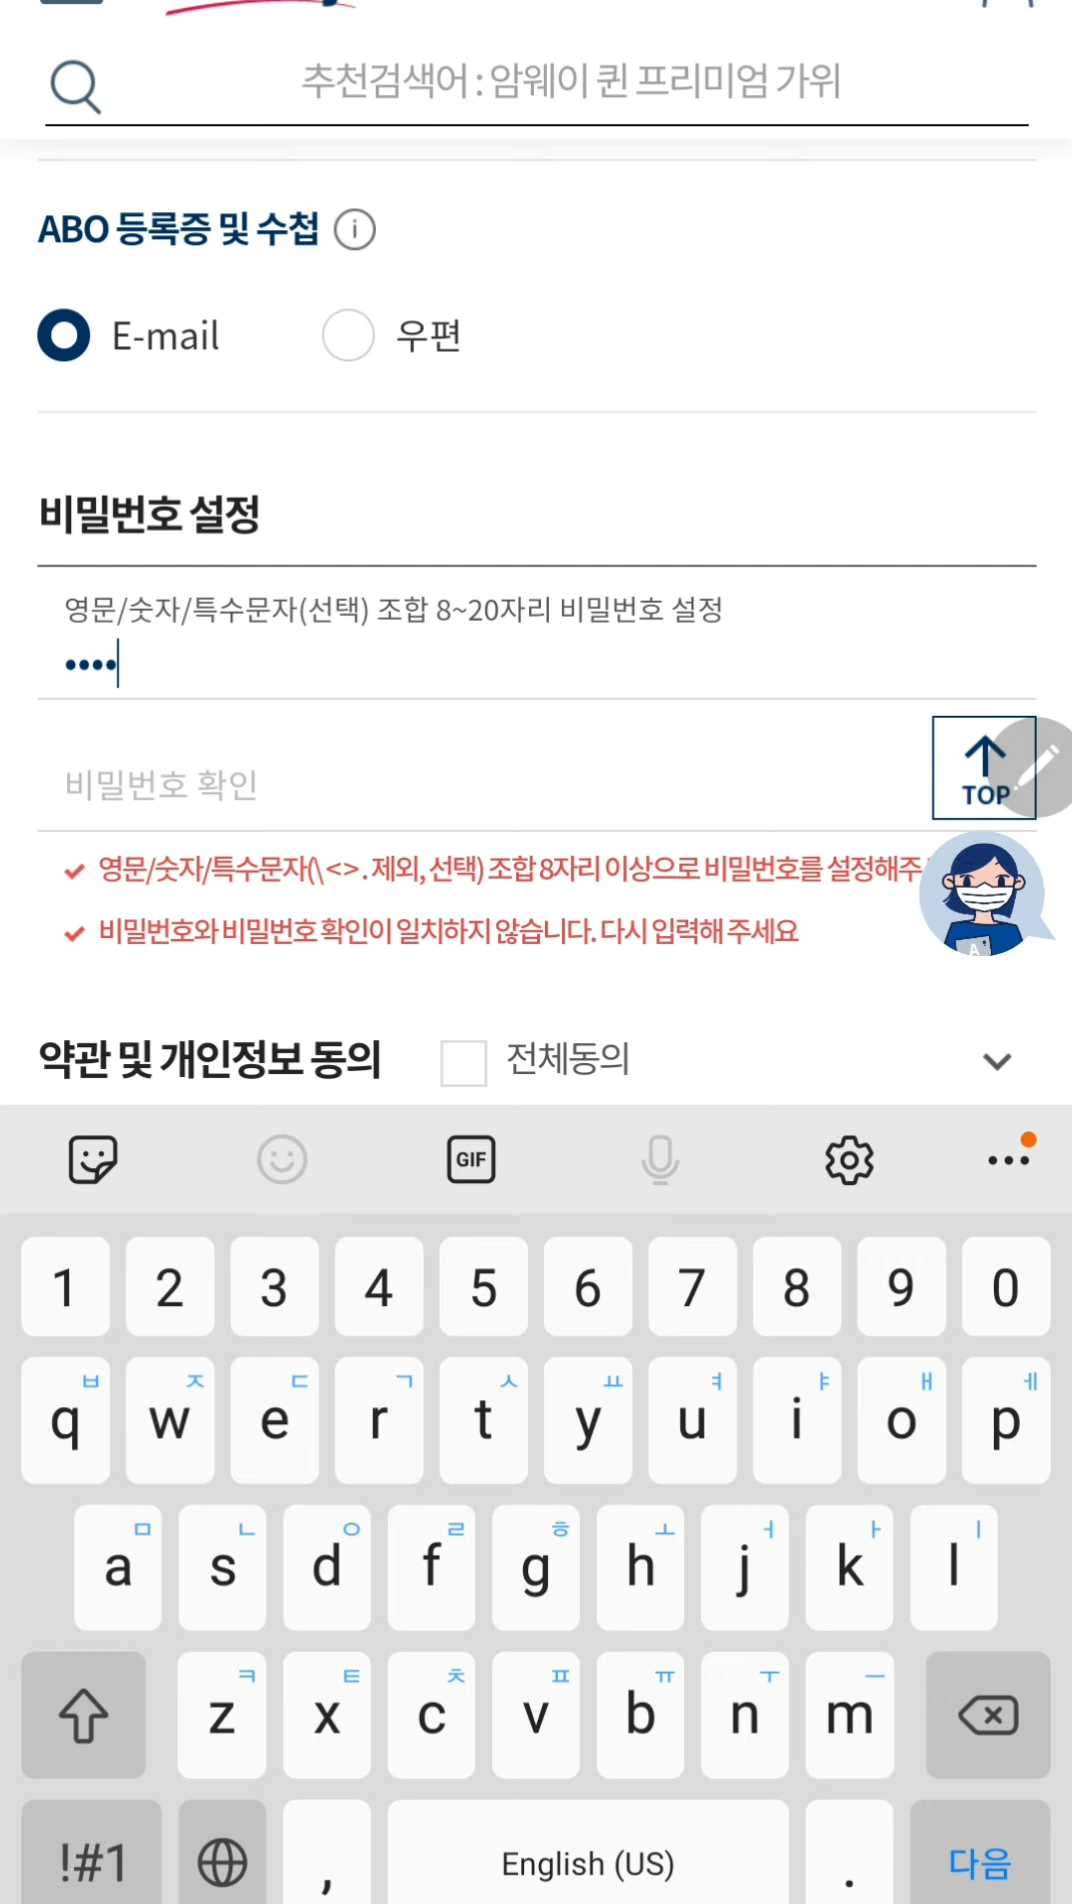 추천검색어 : 암웨이 퀸 프리미엄 가위
ABO 등록증 및 수첩 i
E-mail 우편
비밀번호 설정
영문/숫자/특수문자(선택) 조합 8~20자리 비밀번호 설정
••••
비밀번호 확인
TOP
영문/숫자/특수문자(\ <> . 제외, 선택) 조합 8자리 이상으로 비밀번호를 설정해주
비밀번호와 비밀번호 확인이 일치하지 않습니다. 다시 입력해 주세요
A
약관 및 개인정보 동의 전체동의
GIF
1 2 3 4 5 6 7 8 9 0
ㅂ ㅈ ㄷ ㄱ ㅅ ㅛ ㅕ ㅑ ㅐ ㅔ
q w e r t y u i o p
ㅁ ㄴ ㅇ ㄹ ㅎ ㅗ ㅓ ㅏ ㅣ
a s d f g h j k l
ㅋ ㅌ ㅊ ㅍ ㅠ ㅜ ㅡ
z x c v b n m
!#1 , English (US) . 다음